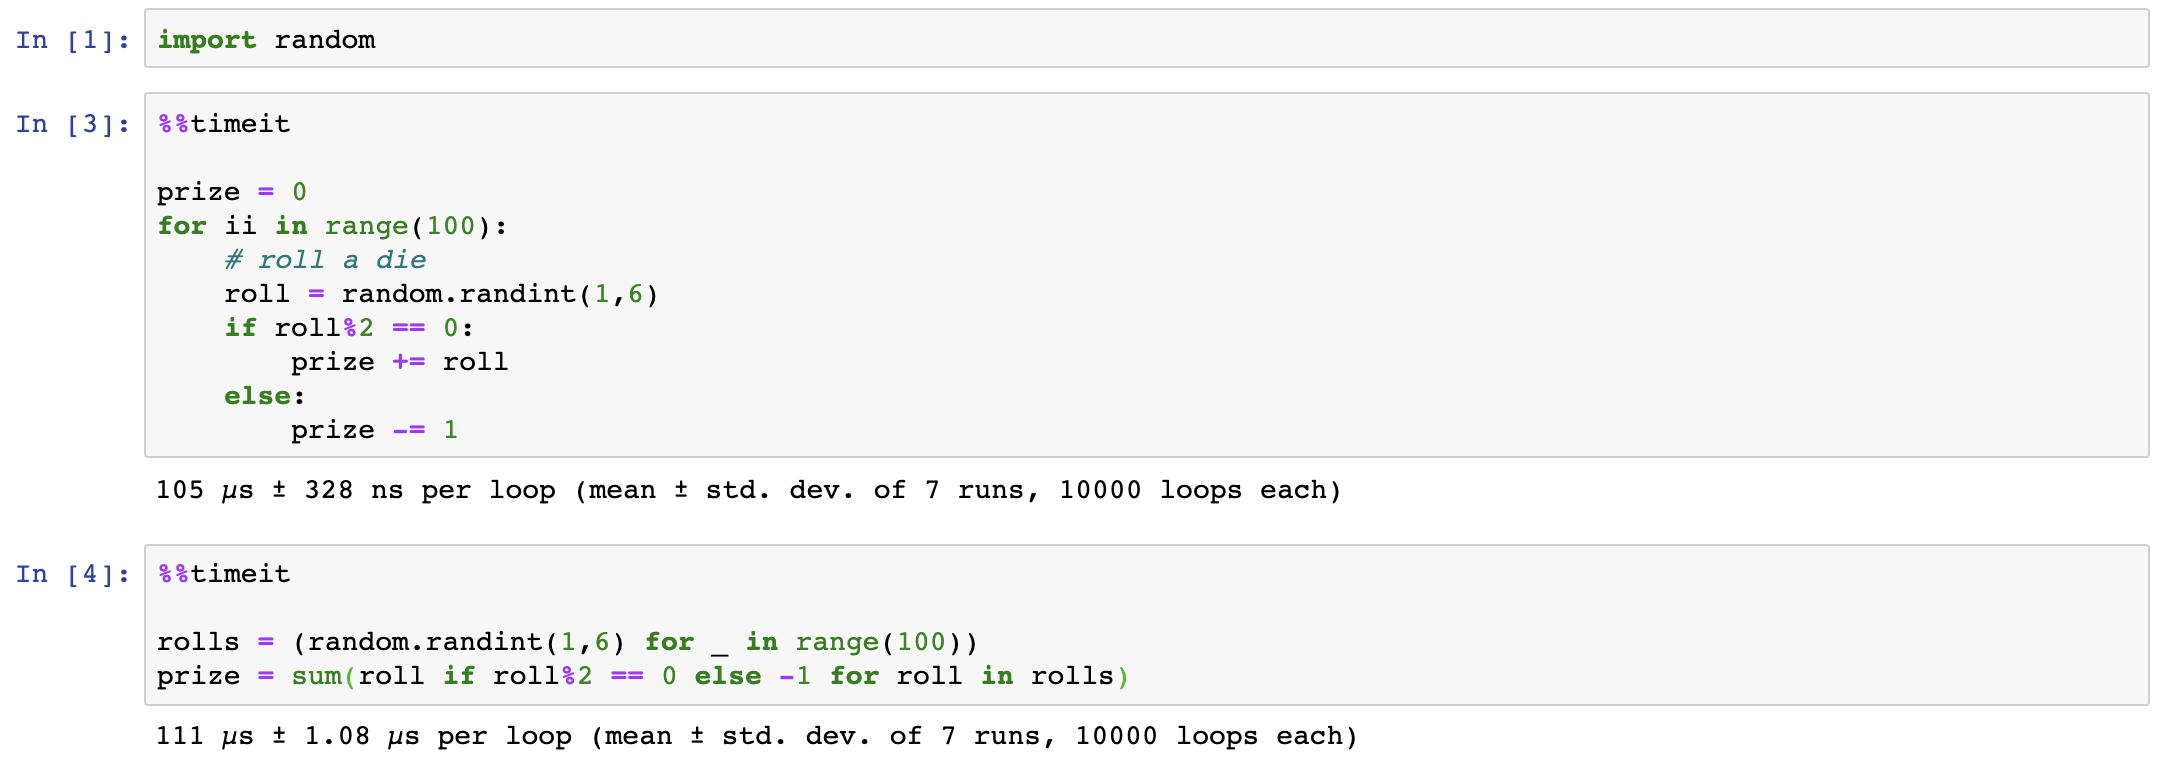 In [1]: import random
In [3]: %%timeit
prize = 0
for ii in range(100):
    # roll a die
    roll = random.randint(1,6)
    if roll%2 == 0:
        prize += roll
    else:
        prize -= 1
105 µs ± 328 ns per loop (mean ± std. dev. of 7 runs, 10000 loops each)
In [4]: %%timeit
rolls = (random.randint(1,6) for _ in range(100))
prize = sum(roll if roll%2 == 0 else -1 for roll in rolls)
111 µs ± 1.08 µs per loop (mean ± std. dev. of 7 runs, 10000 loops each)